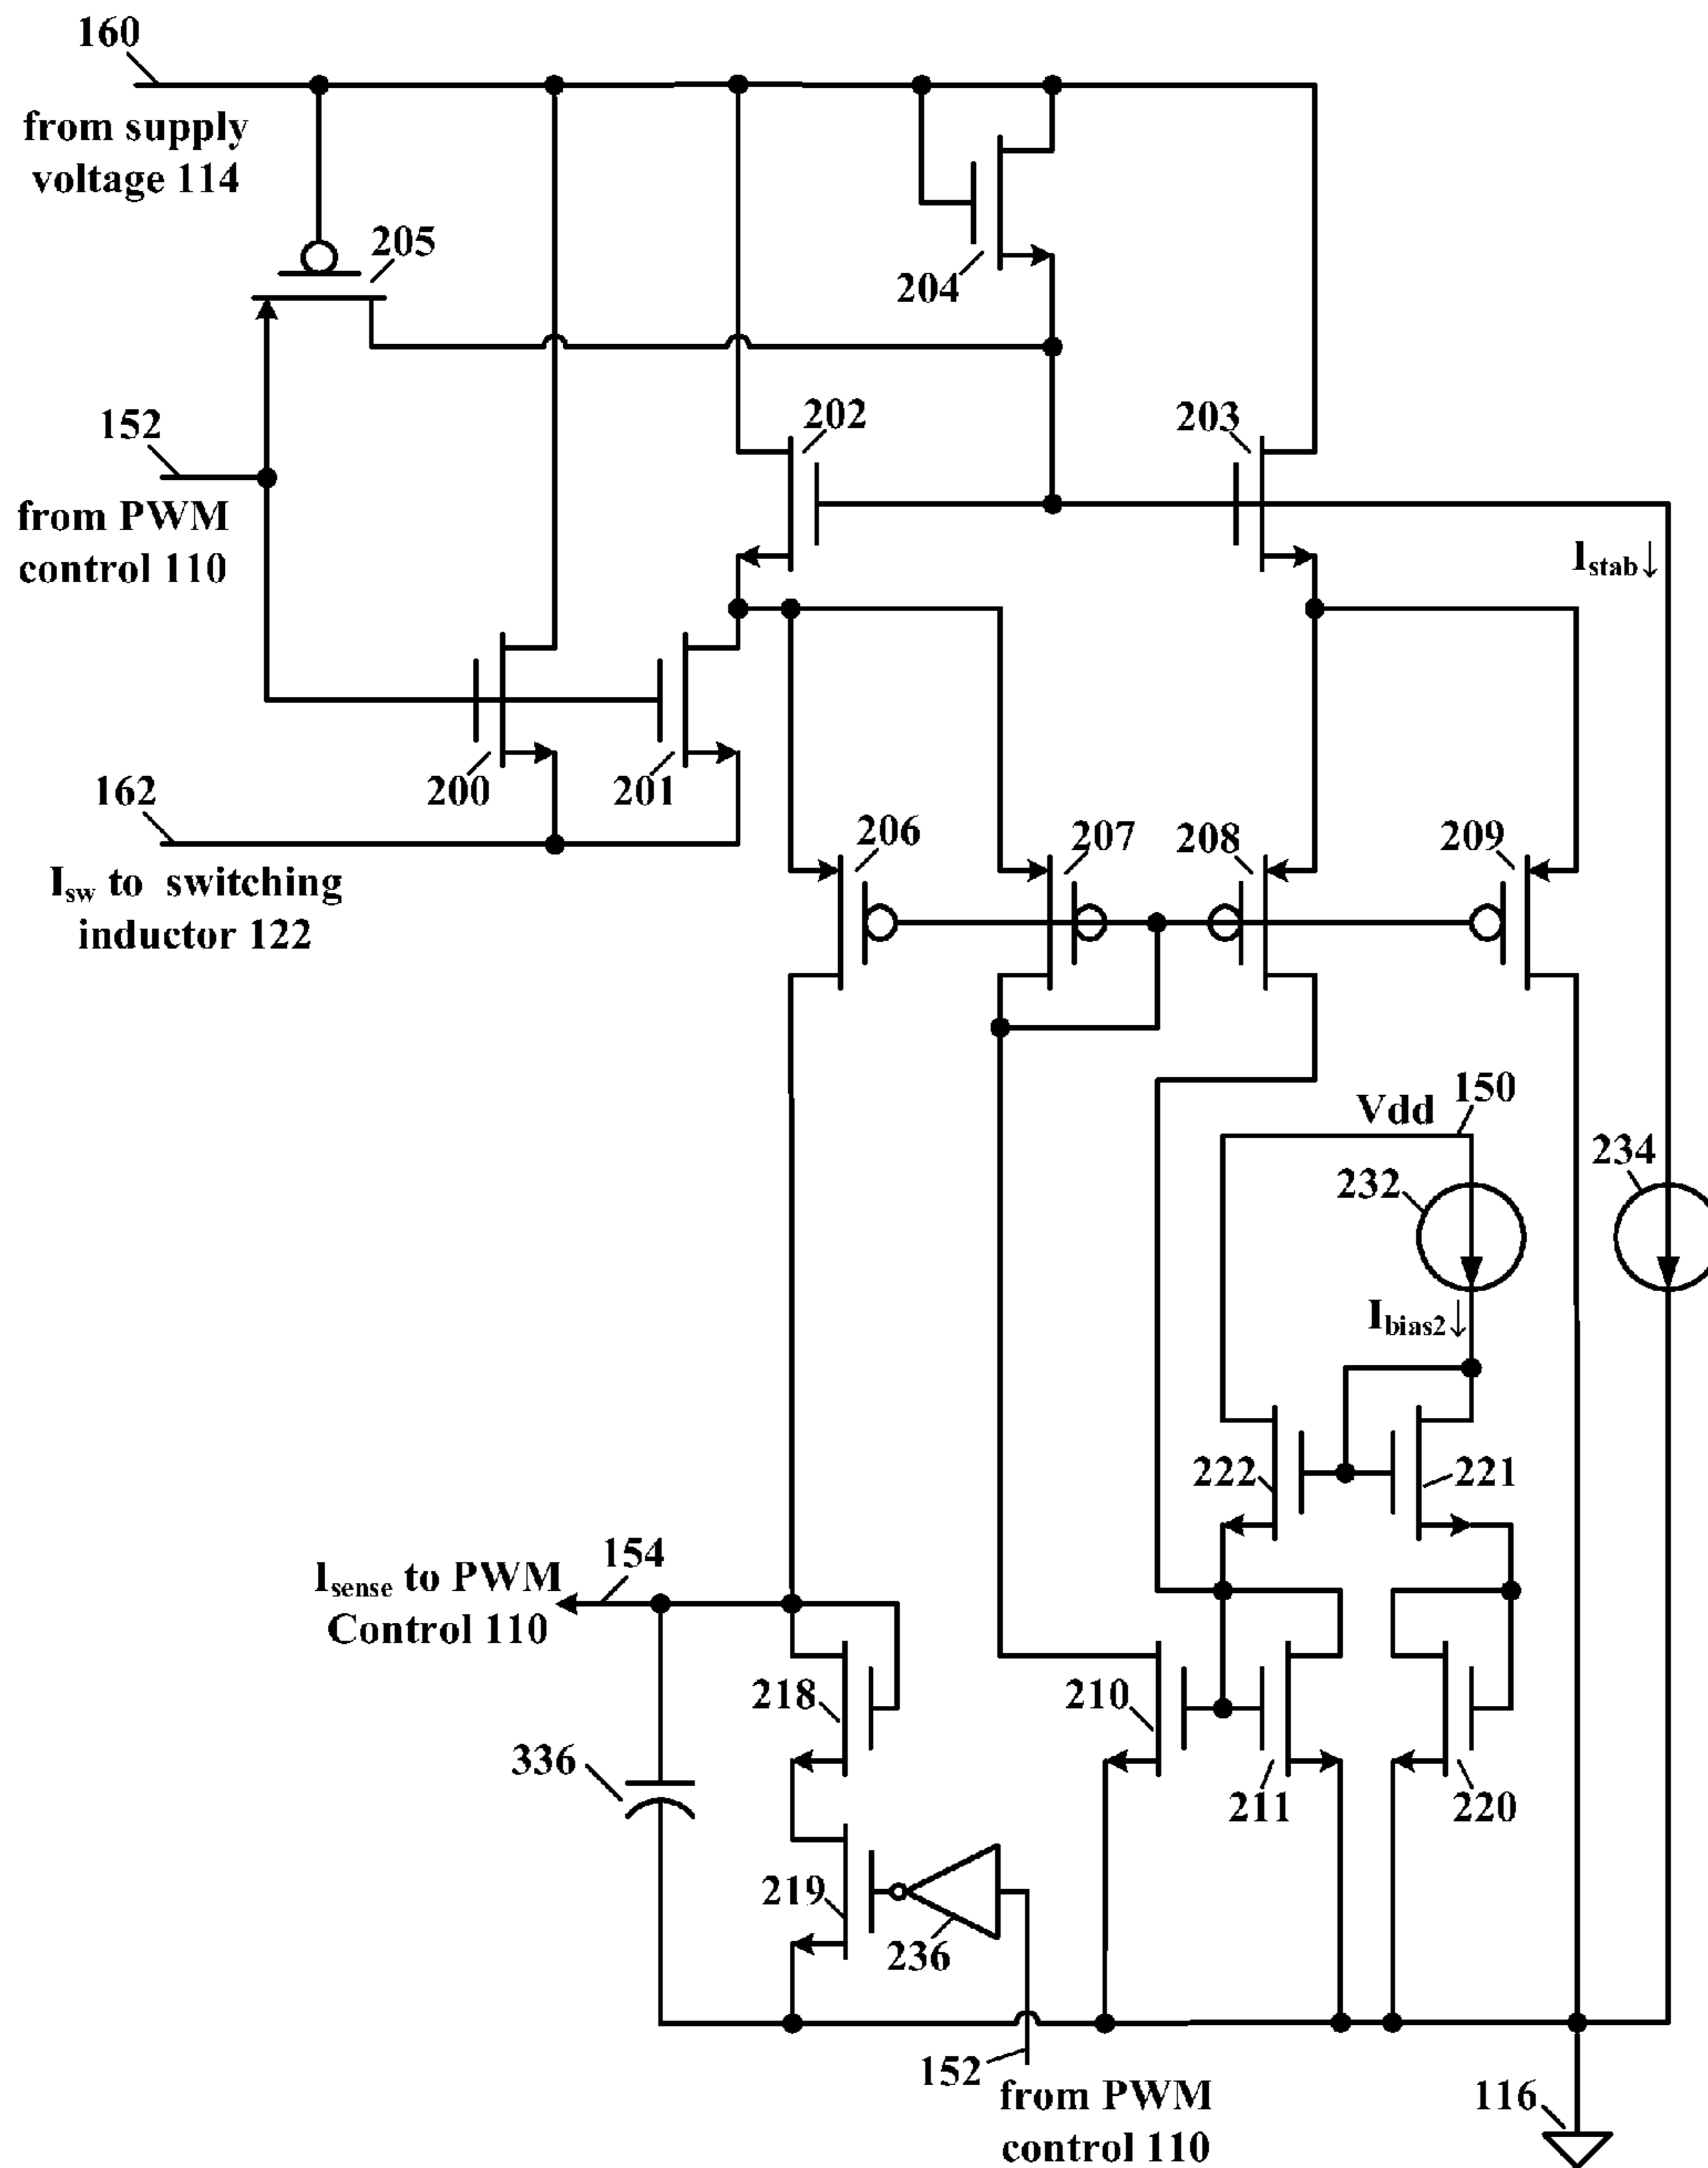 160
from supply
voltage 114
205
204
152
from PWM
control 110
202
203
Istab↓
200
201
162
Isw to switching
inductor 122
206
207
208
209
Vdd
150
232
234
Ibias2↓
222
221
Isense to PWM
Control 110
154
218
210
211
220
336
219
236
152
from PWM
control 110
116